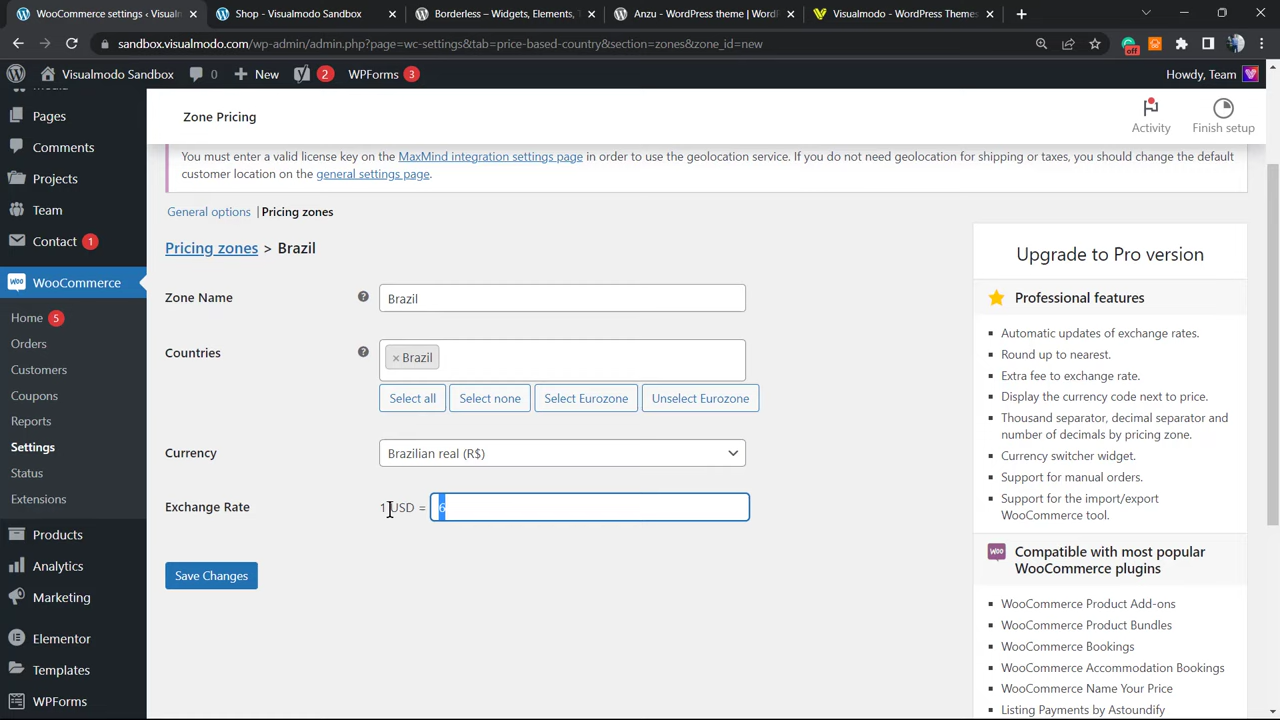 WooCommerce settings ‹ Visualmo
Shop - Visualmodo Sandbox
Borderless – Widgets, Elements, T
Anzu - WordPress theme | WordP
Visualmodo - WordPress Themes
sandbox.visualmodo.com/wp-admin/admin.php?page=wc-settings&tab=price-based-country&section=zones&zone_id=new
off
Visualmodo Sandbox
0
New
2
WPForms 3
Howdy, Team
Pages
Comments
Projects
Team
Contact 1
WooCommerce
Home 5
Orders
Customers
Coupons
Reports
Settings
Status
Extensions
Products
Analytics
Marketing
Elementor
Templates
WPForms
Zone Pricing
Activity
Finish setup
You must enter a valid license key on the MaxMind integration settings page in order to use the geolocation service. If you do not need geolocation for shipping or taxes, you should change the default
customer location on the general settings page.
General options | Pricing zones
Pricing zones > Brazil
Zone Name
Brazil
Countries
× Brazil
Select all
Select none
Select Eurozone
Unselect Eurozone
Currency
Brazilian real (R$)
Exchange Rate
1 USD = 6
Save Changes
Upgrade to Pro version
Professional features
Automatic updates of exchange rates.
Round up to nearest.
Extra fee to exchange rate.
Display the currency code next to price.
Thousand separator, decimal separator and
number of decimals by pricing zone.
Currency switcher widget.
Support for manual orders.
Support for the import/export
WooCommerce tool.
Woo
Compatible with most popular
WooCommerce plugins
WooCommerce Product Add-ons
WooCommerce Product Bundles
WooCommerce Bookings
WooCommerce Accommodation Bookings
WooCommerce Name Your Price
Listing Payments by Astoundify